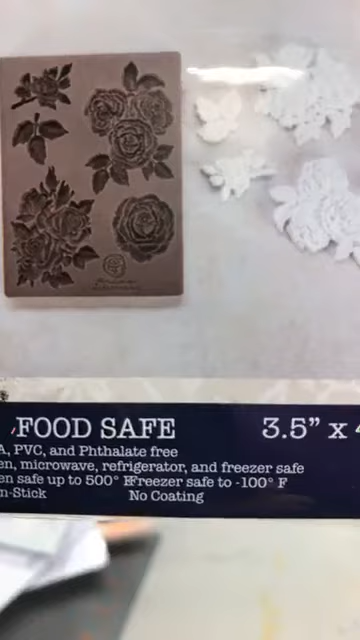 FOOD SAFE 3.5” x 4
A, PVC, and Phthalate free
en, microwave, refrigerator, and freezer safe
en safe up to 500° F Freezer safe to -100° F
n-Stick No Coating